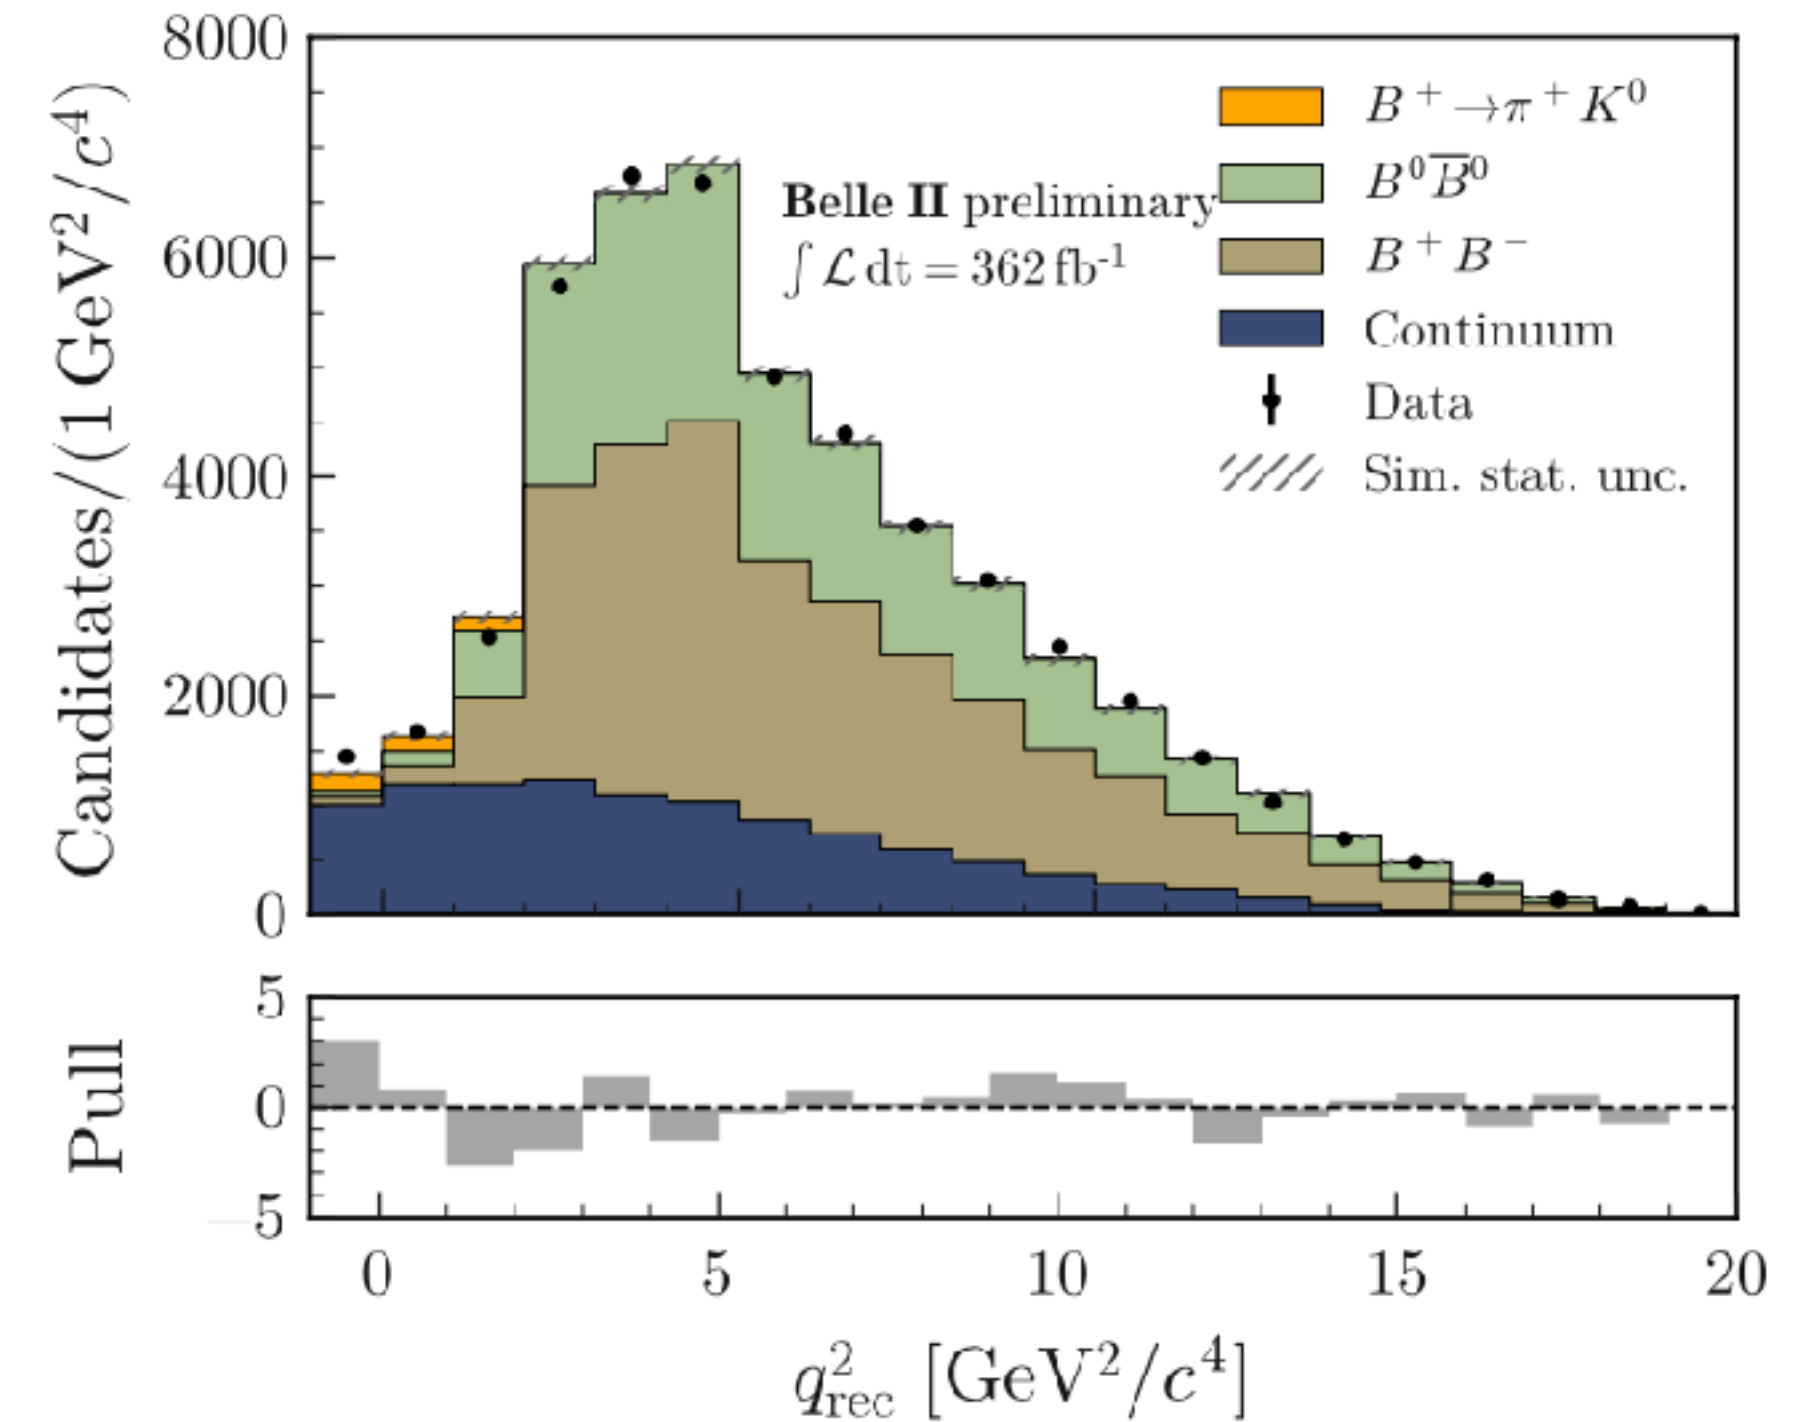 Candidates/(1 GeV²/c⁴)
8000
6000
4000
2000
0
B⁺→π⁺K⁰
B⁰B̅⁰
B⁺B⁻
Continuum
Data
Sim. stat. unc.
Belle II preliminary
∫ℒ dt = 362 fb⁻¹
Pull
5
0
−5
0 5 10 15 20
q²rec [GeV²/c⁴]